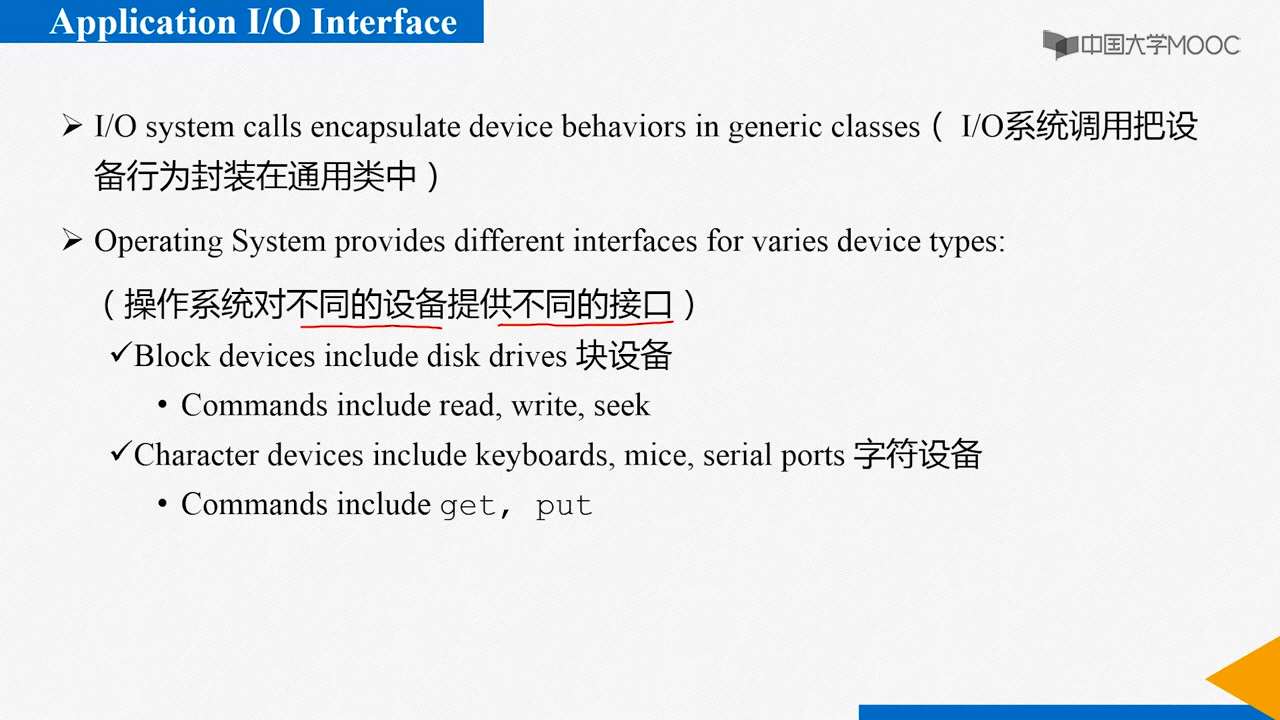 Application I/O Interface
中国大学MOOC
➢ I/O system calls encapsulate device behaviors in generic classes（ I/O系统调用把设
备行为封装在通用类中）
➢ Operating System provides different interfaces for varies device types:
（操作系统对不同的设备提供不同的接口）
✓Block devices include disk drives 块设备
• Commands include read, write, seek
✓Character devices include keyboards, mice, serial ports 字符设备
• Commands include get, put